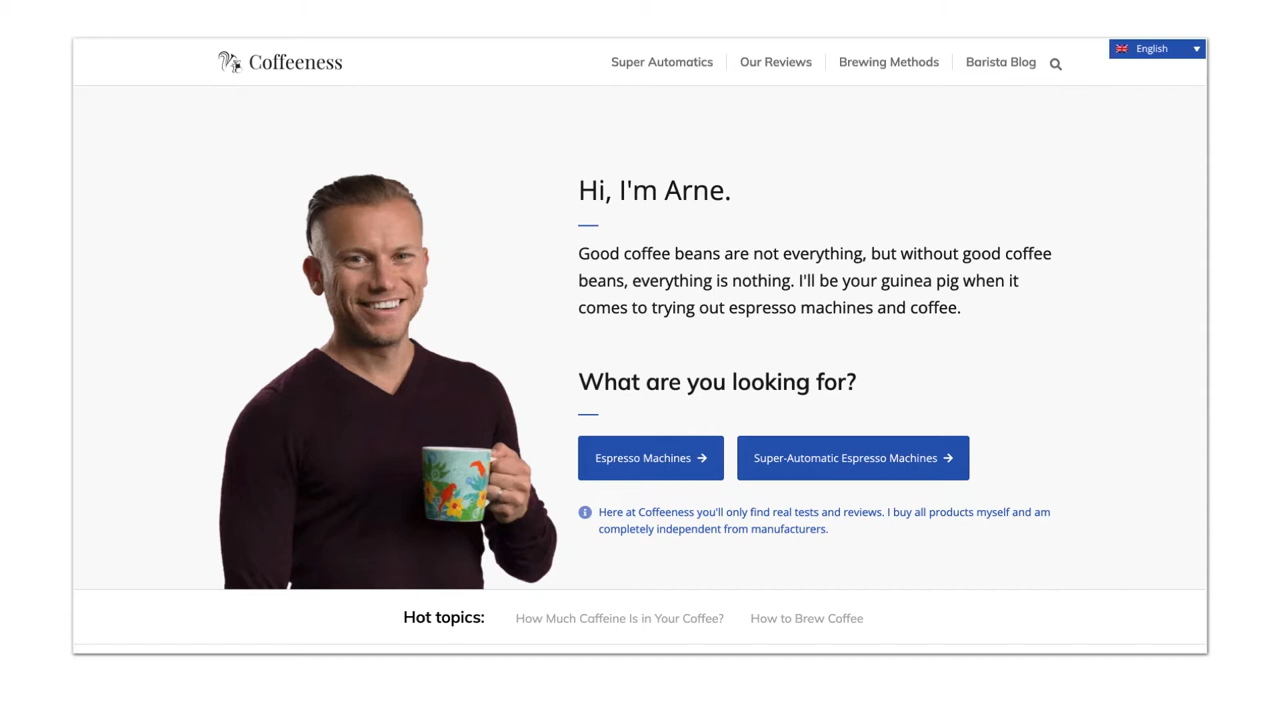 Coffeeness
Super Automatics
Our Reviews
Brewing Methods
Barista Blog
English
Hi, I'm Arne.
Good coffee beans are not everything, but without good coffee
beans, everything is nothing. I'll be your guinea pig when it
comes to trying out espresso machines and coffee.
What are you looking for?
Espresso Machines →
Super-Automatic Espresso Machines →
Here at Coffeeness you'll only find real tests and reviews. I buy all products myself and am
completely independent from manufacturers.
Hot topics:
How Much Caffeine Is in Your Coffee?
How to Brew Coffee